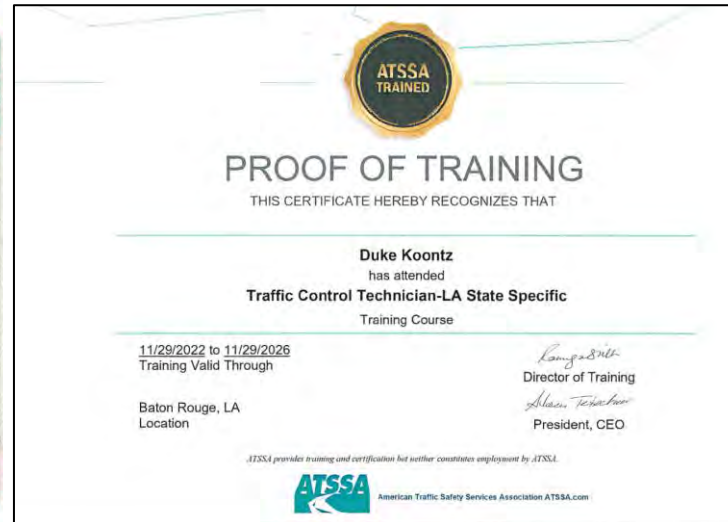 ATSSA
TRAINED
PROOF OF TRAINING
THIS CERTIFICATE HEREBY RECOGNIZES THAT
Duke Koontz
has attended
Traffic Control Technician-LA State Specific
Training Course
11/29/2022 to 11/29/2026
Training Valid Through
Director of Training
Baton Rouge, LA
Location
President, CEO
ATSSA provides training and certification but neither constitutes employment by ATSSA.
ATSSA
American Traffic Safety Services Association ATSSA.com